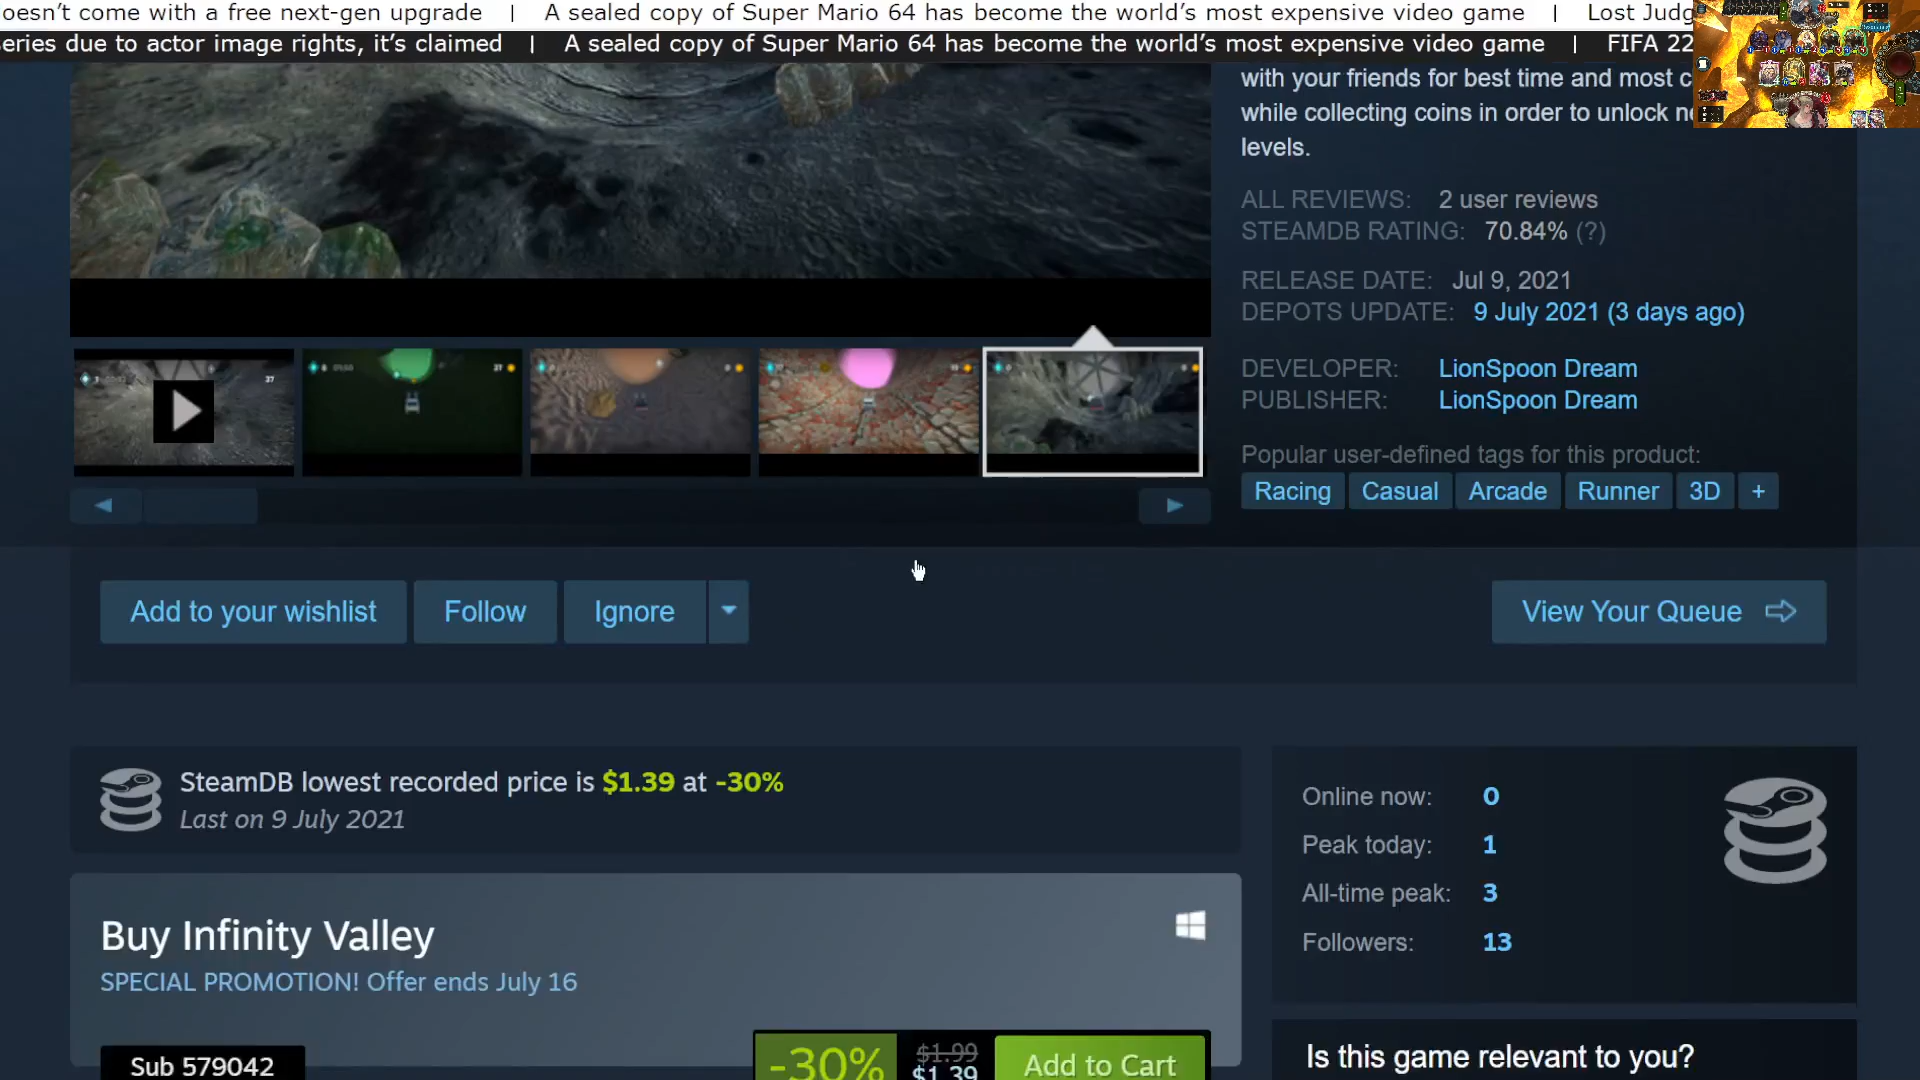 oesn't come with a free next-gen upgrade | A sealed copy of Super Mario 64 has become the world's most expensive video game | Lost Judg
eries due to actor image rights, it's claimed | A sealed copy of Super Mario 64 has become the world's most expensive video game | FIFA 22
with your friends for best time and most c
while collecting coins in order to unlock ne
levels.
ALL REVIEWS: 2 user reviews
STEAMDB RATING: 70.84% (?)
RELEASE DATE: Jul 9, 2021
DEPOTS UPDATE: 9 July 2021 (3 days ago)
DEVELOPER: LionSpoon Dream
PUBLISHER: LionSpoon Dream
Popular user-defined tags for this product:
Racing Casual Arcade Runner 3D +
37
27
Add to your wishlist Follow Ignore
View Your Queue
SteamDB lowest recorded price is $1.39 at -30%
Last on 9 July 2021
Online now: 0
Peak today: 1
All-time peak: 3
Followers: 13
Buy Infinity Valley
SPECIAL PROMOTION! Offer ends July 16
Sub 579042
-30% $1.99 $1.39 Add to Cart
Is this game relevant to you?